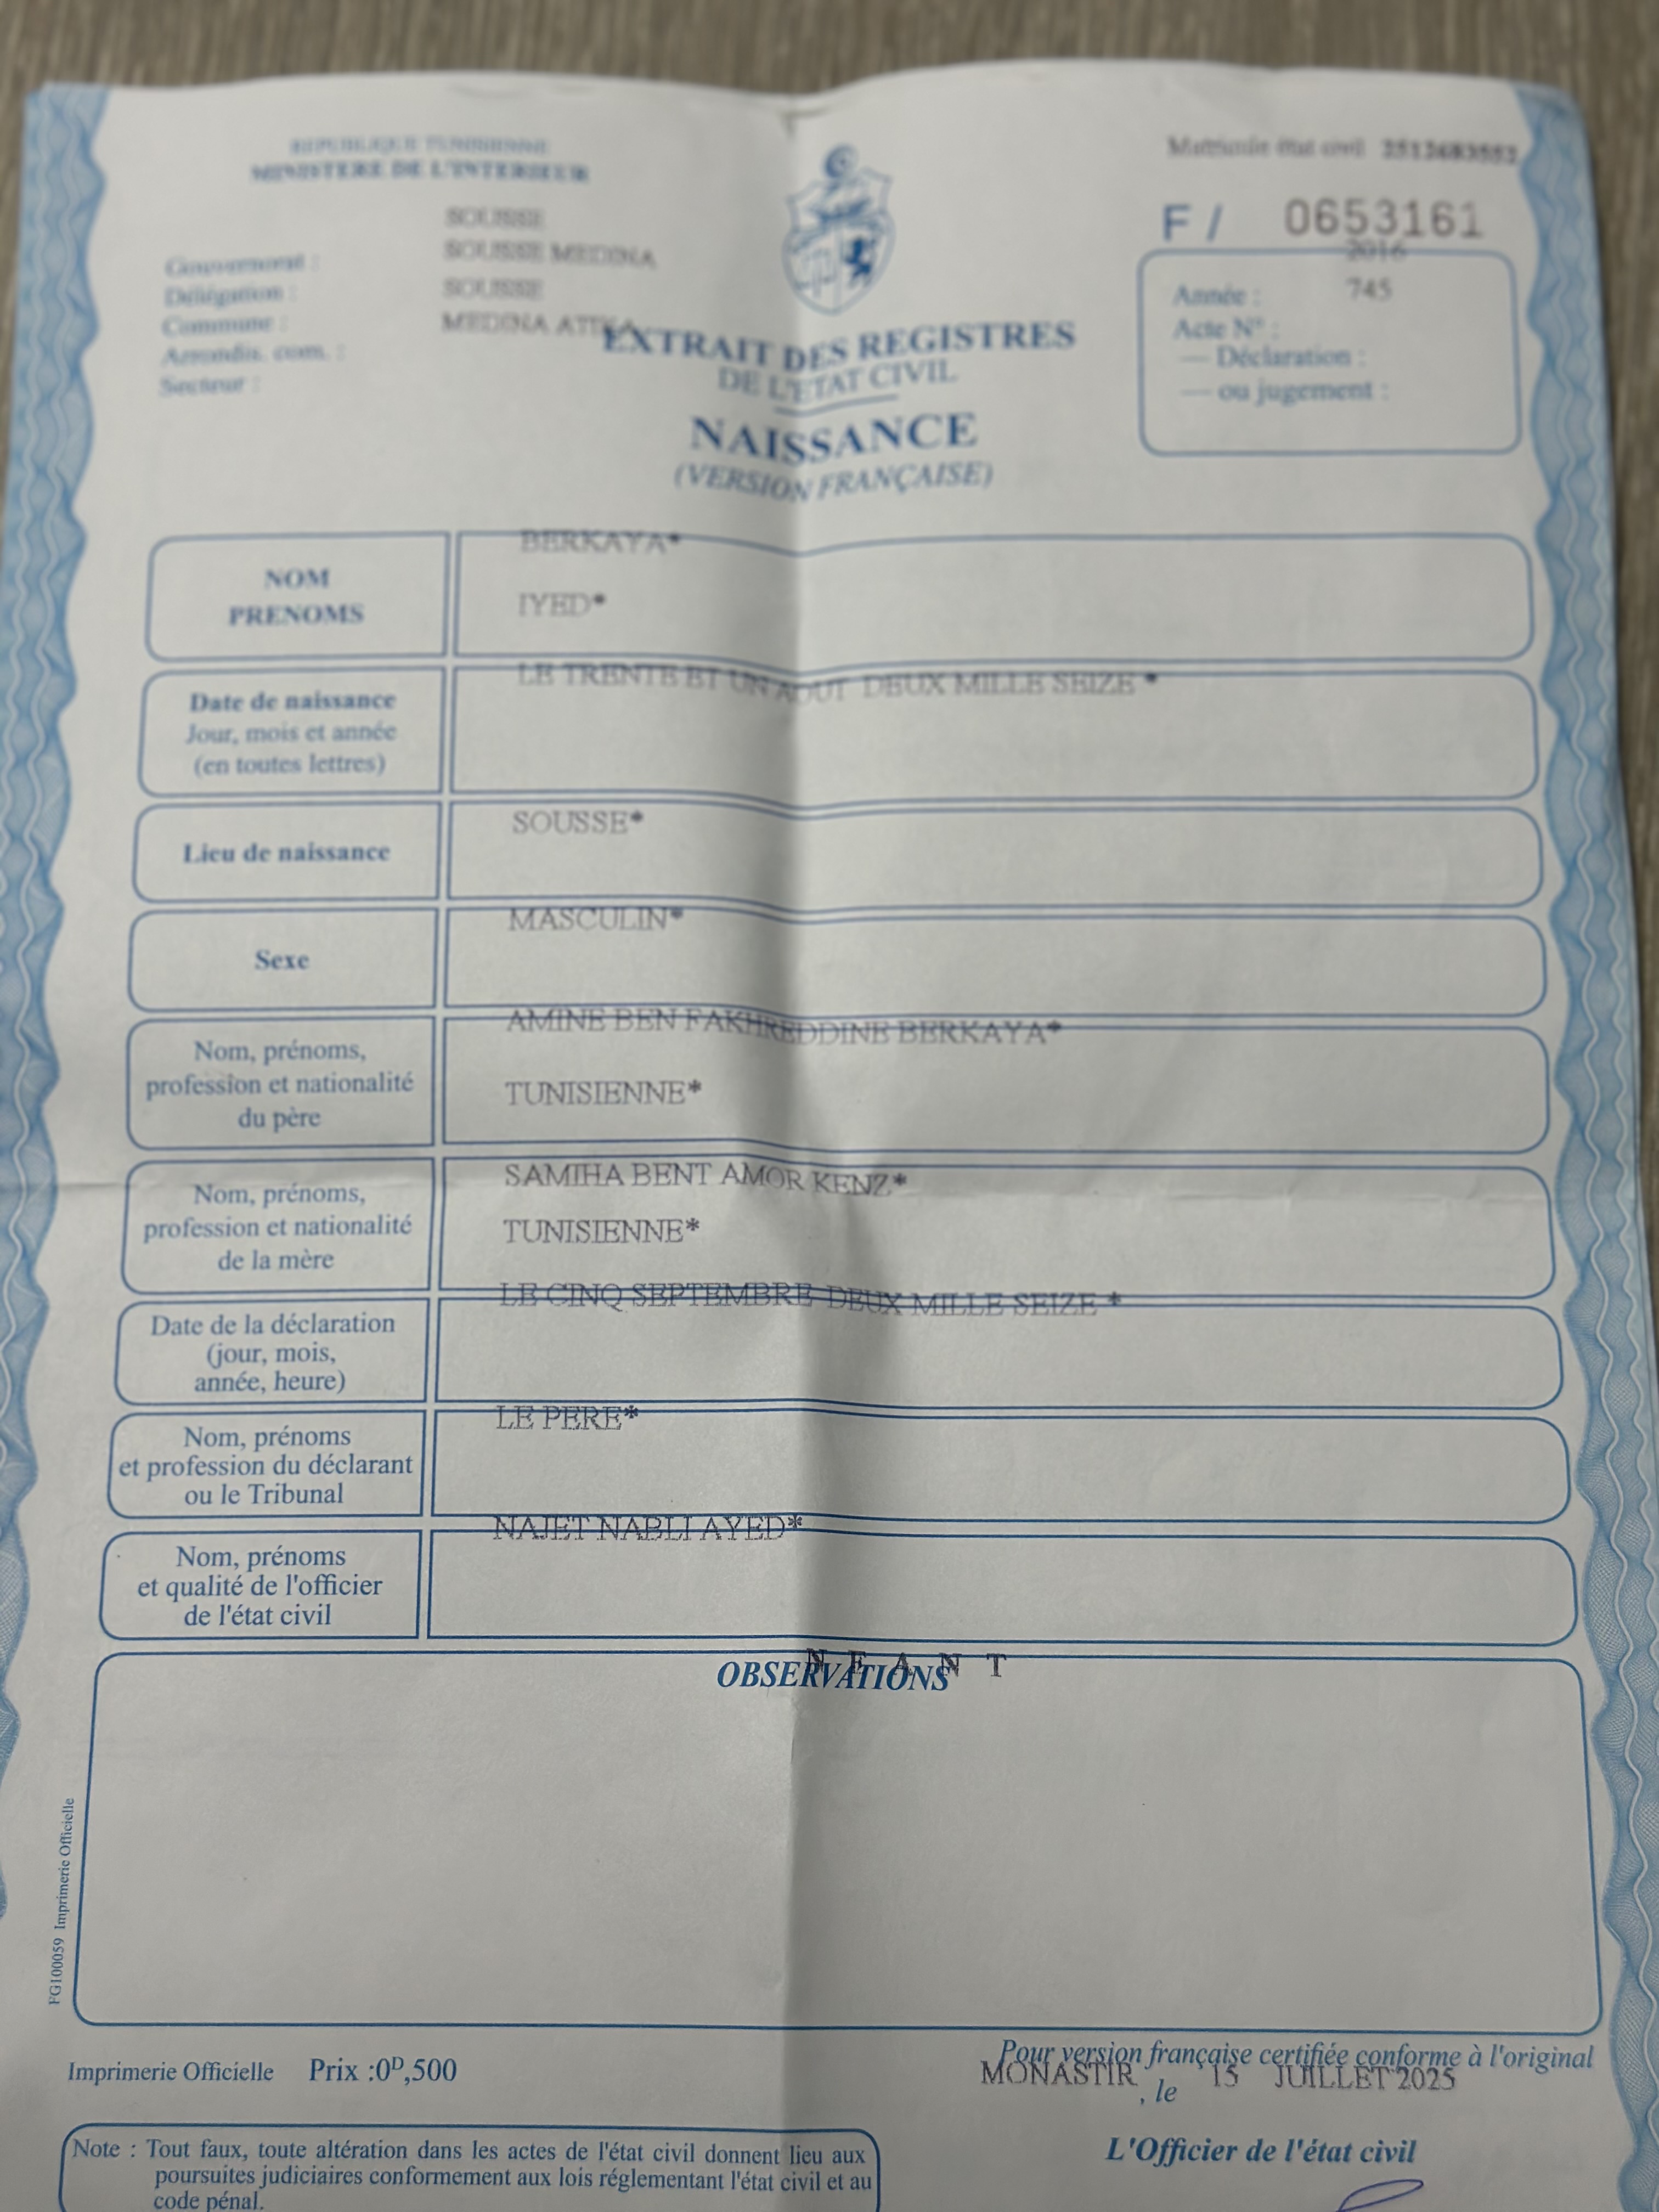 REPUBLIQUE TUNISIENNE
MINISTERE DE L'INTERIEUR
Matricule état civil 2512683552
F / 0653161
Gouvernorat : SOUSSE
Délégation : SOUSSE MEDINA
Commune : SOUSSE
Arrondis. com. : MEDINA ATIKA
Secteur :
2016
Année : 745
Acte N° :
— Déclaration :
— ou jugement :
EXTRAIT DES REGISTRES
DE L'ETAT CIVIL
NAISSANCE
(VERSION FRANÇAISE)
NOM
PRENOMS
BERKAYA*
IYED*
Date de naissance
Jour, mois et année
(en toutes lettres)
LE TRENTE ET UN AOUT DEUX MILLE SEIZE *
Lieu de naissance
SOUSSE*
Sexe
MASCULIN*
Nom, prénoms,
profession et nationalité
du père
AMINE BEN FAKHREDDINE BERKAYA*
TUNISIENNE*
Nom, prénoms,
profession et nationalité
de la mère
SAMIHA BENT AMOR KENZ*
TUNISIENNE*
Date de la déclaration
(jour, mois,
année, heure)
LE CINQ SEPTEMBRE DEUX MILLE SEIZE *
Nom, prénoms
et profession du déclarant
ou le Tribunal
LE PERE*
Nom, prénoms
et qualité de l'officier
de l'état civil
NAJET NABLI AYED*
OBSERVATIONS
N E A N T
FG100059 Imprimerie Officielle
Imprimerie Officielle Prix :0D,500
Pour version française certifiée conforme à l'original
MONASTIR , le 15 JUILLET 2025
L'Officier de l'état civil
Note : Tout faux, toute altération dans les actes de l'état civil donnent lieu aux
poursuites judiciaires conformement aux lois réglementant l'état civil et au
code pénal.